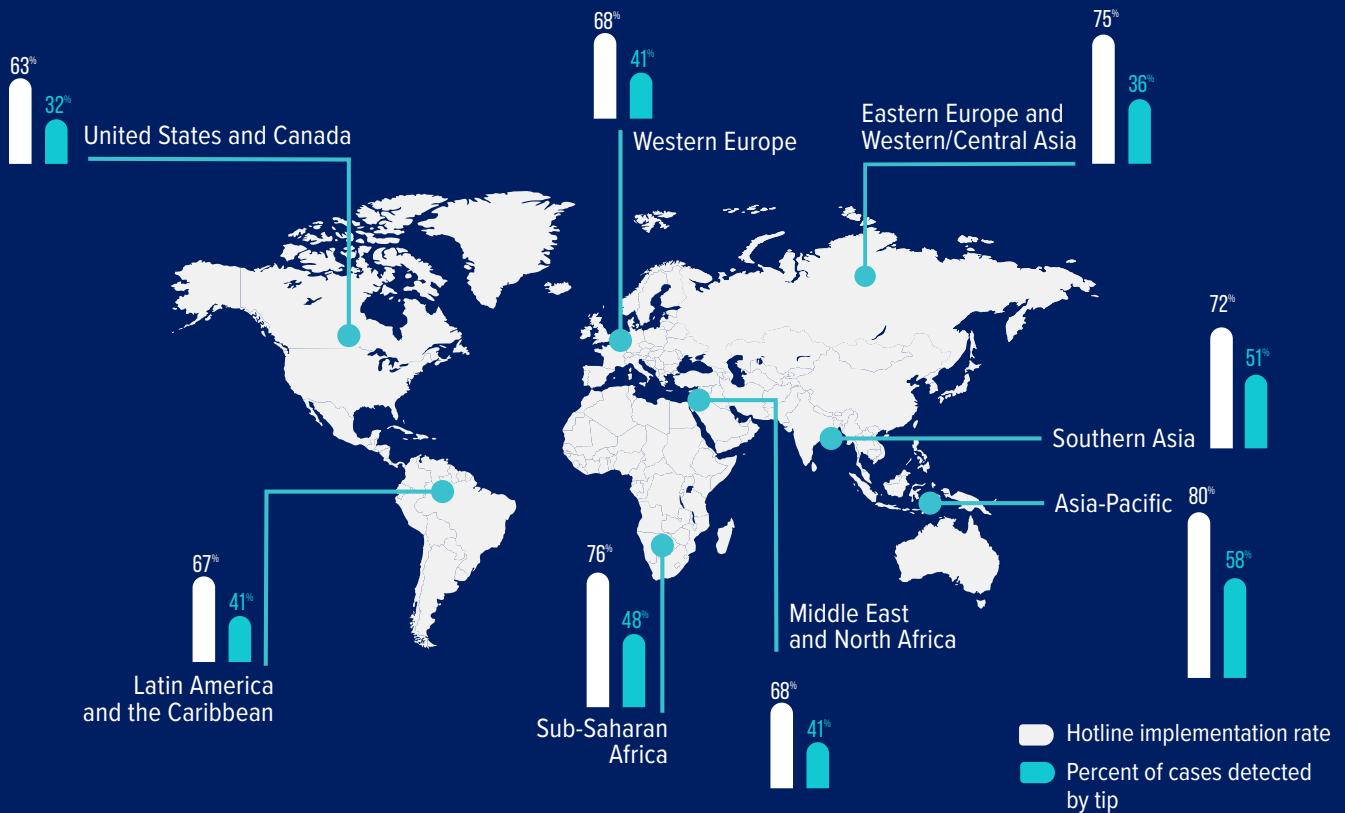 63%
32%
United States and Canada
68%
41%
Western Europe
75%
36%
Eastern Europe and
Western/Central Asia
72%
51%
Southern Asia
80%
58%
Asia-Pacific
67%
41%
Latin America
and the Caribbean
76%
48%
Sub-Saharan
Africa
Middle East
and North Africa
68%
41%
Hotline implementation rate
Percent of cases detected
by tip